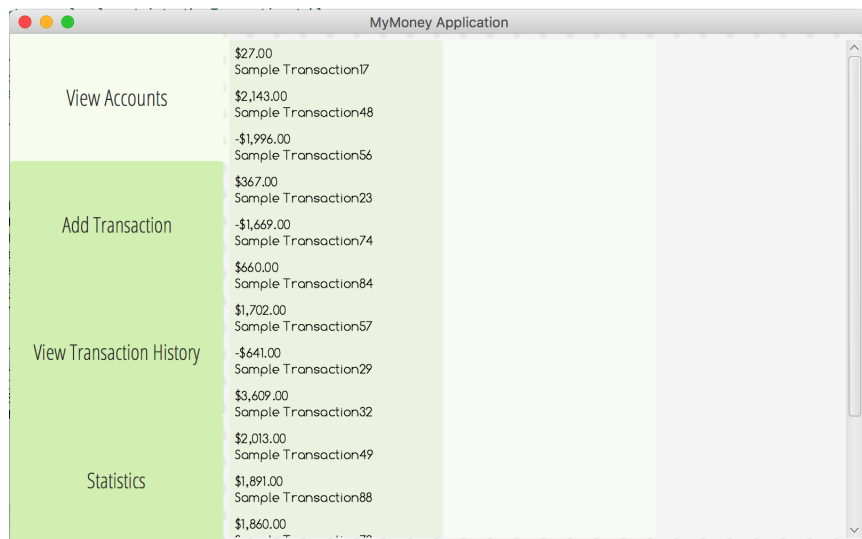 MyMoney Application
View Accounts
Add Transaction
View Transaction History
Statistics
$27.00
Sample Transaction17
$2,143.00
Sample Transaction48
-$1,996.00
Sample Transaction56
$367.00
Sample Transaction23
-$1,669.00
Sample Transaction74
$660.00
Sample Transaction84
$1,702.00
Sample Transaction57
-$641.00
Sample Transaction29
$3,609.00
Sample Transaction32
$2,013.00
Sample Transaction49
$1,891.00
Sample Transaction88
$1,860.00